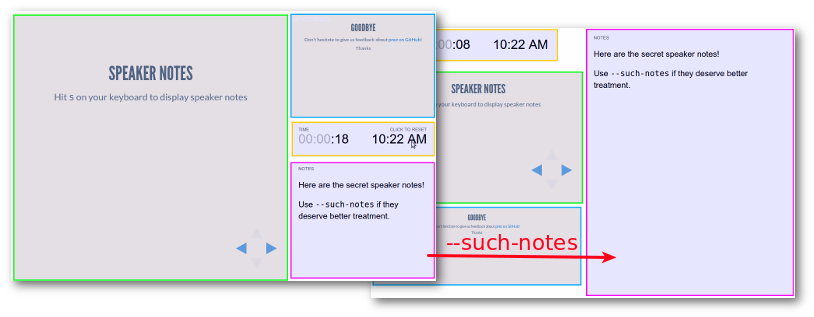 SPEAKER NOTES
Hit s on your keyboard to display speaker notes
GOODBYE
Don't hesitate to give us feedback about prez on GitHub!
Thanks
TIME
CLICK TO RESET
00:00:18
10:22 AM
NOTES
Here are the secret speaker notes!
Use --such-notes if they
deserve better treatment.
:00:08
10:22 AM
SPEAKER NOTES
on your keyboard to display speaker notes
GOODBYE
Don't hesitate to give us feedback about prez on GitHub!
Thanks
--such-notes
NOTES
Here are the secret speaker notes!
Use --such-notes if they deserve better
treatment.